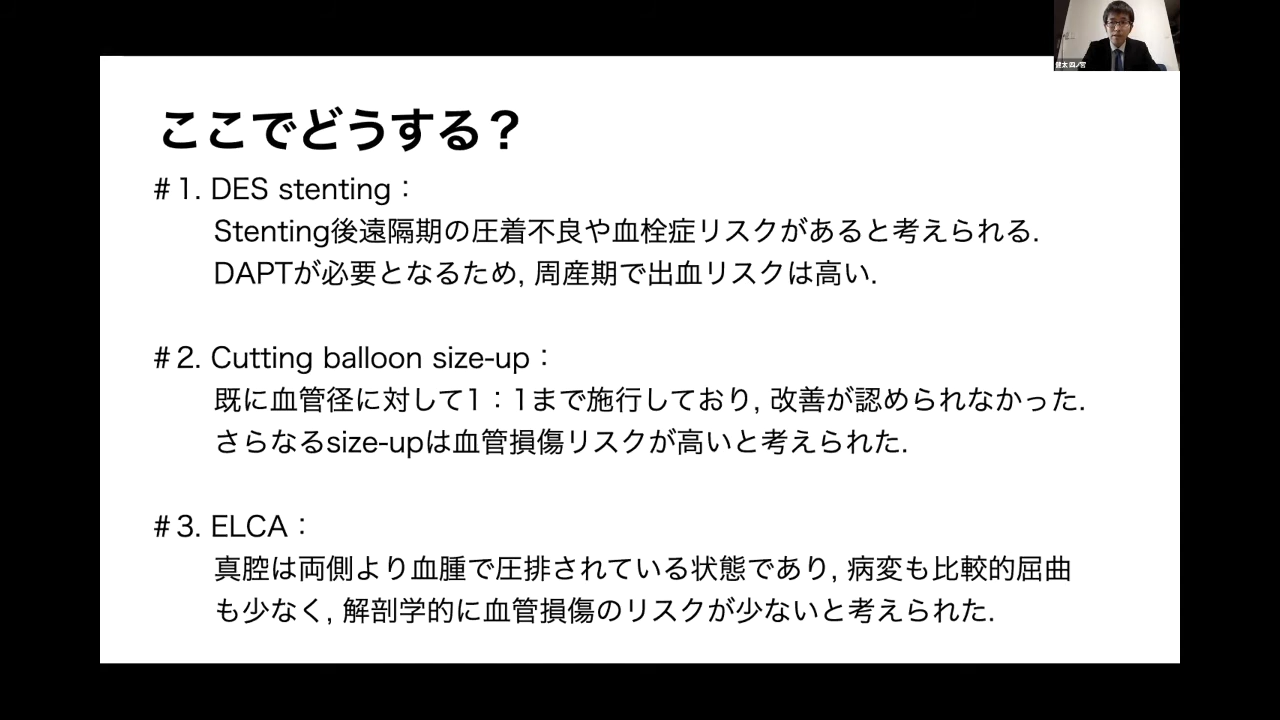 ここでどうする？
＃1. DES stenting：
Stenting後遠隔期の圧着不良や血栓症リスクがあると考えられる.
DAPTが必要となるため, 周産期で出血リスクは高い.
＃2. Cutting balloon size-up：
既に血管径に対して1：1まで施行しており, 改善が認められなかった.
さらなるsize-upは血管損傷リスクが高いと考えられた.
＃3. ELCA：
真腔は両側より血腫で圧排されている状態であり, 病変も比較的屈曲
も少なく, 解剖学的に血管損傷のリスクが少ないと考えられた.